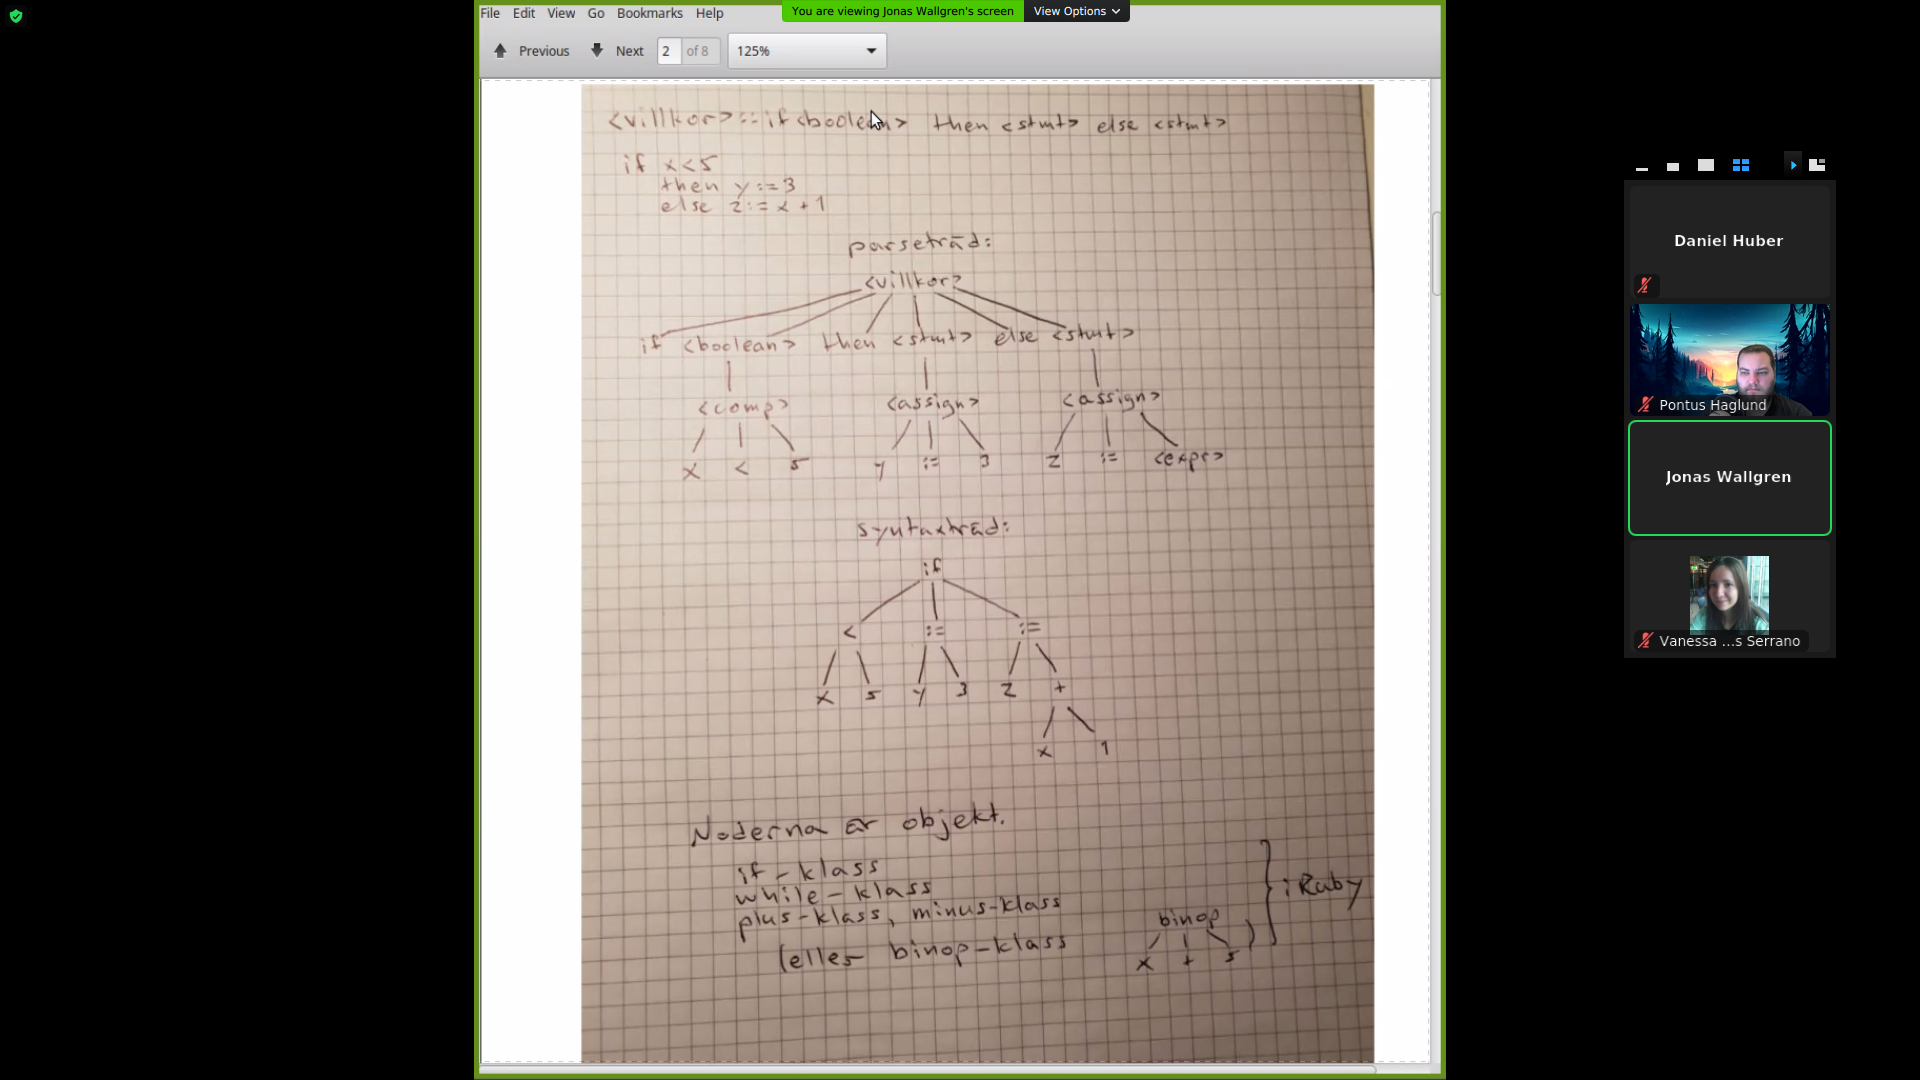 File Edit View Go Bookmarks Help
You are viewing Jonas Wallgren's screen View Options
Previous Next 2 of 8 125%
<villkor> ::= if <boolean> then <stmt> else <stmt>
if x<5
then y:=3
else z:=x+1
parseträd:
<villkor>
if <boolean> then <stmt> else <stmt>
<comp> <assign> <assign>
x < 5 y := 3 z := <expr>
syntaxträd:
if
< := :=
x 5 y 3 z +
x 1
Noderna är objekt.
if-klass
while-klass
plus-klass, minus-klass
(eller binop-klass
binop
x + 5 )
} i Ruby
Daniel Huber
Pontus Haglund
Jonas Wallgren
Vanessa ...s Serrano